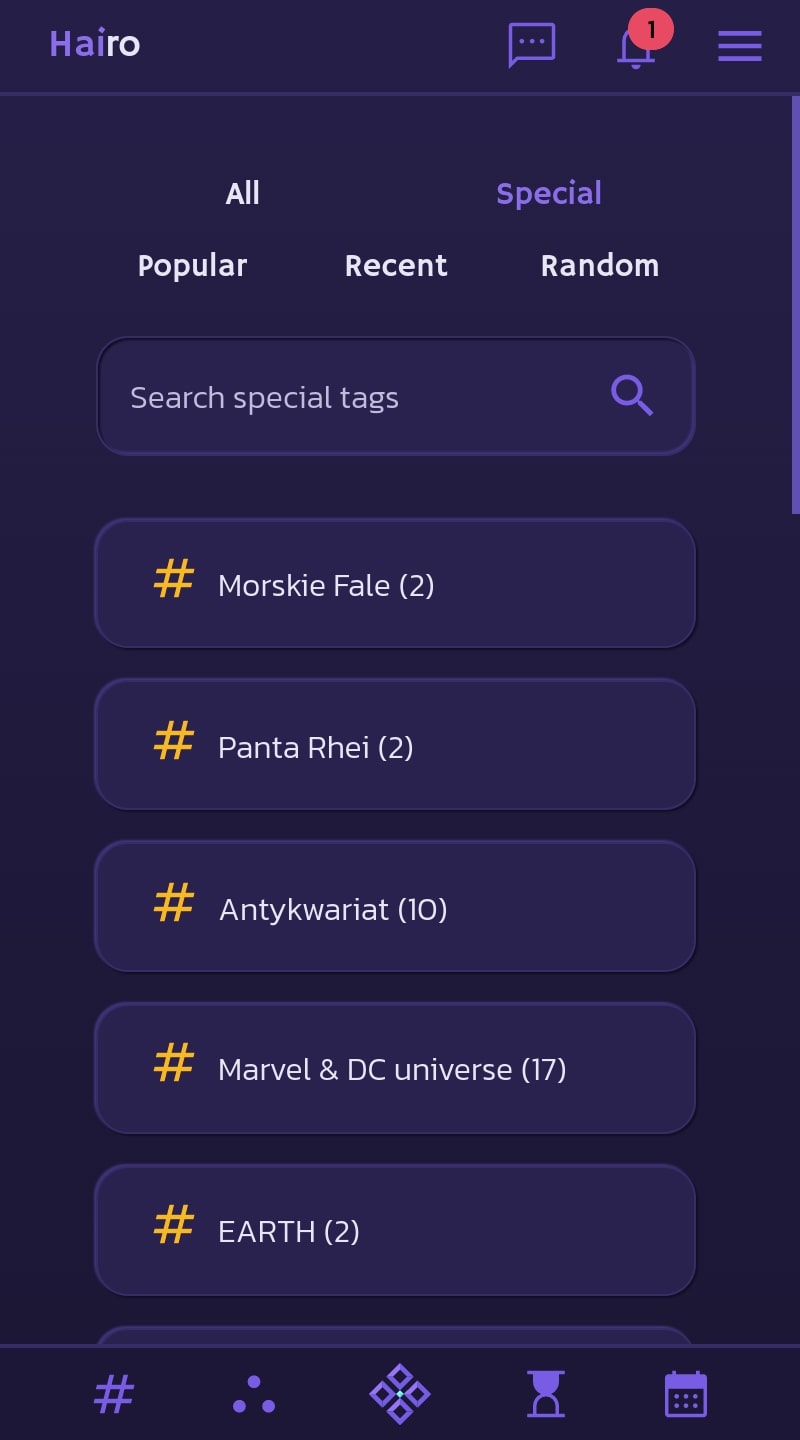 Hairo
1
All Special
Popular Recent Random
Search special tags
# Morskie Fale (2)
# Panta Rhei (2)
# Antykwariat (10)
# Marvel & DC universe (17)
# EARTH (2)
#